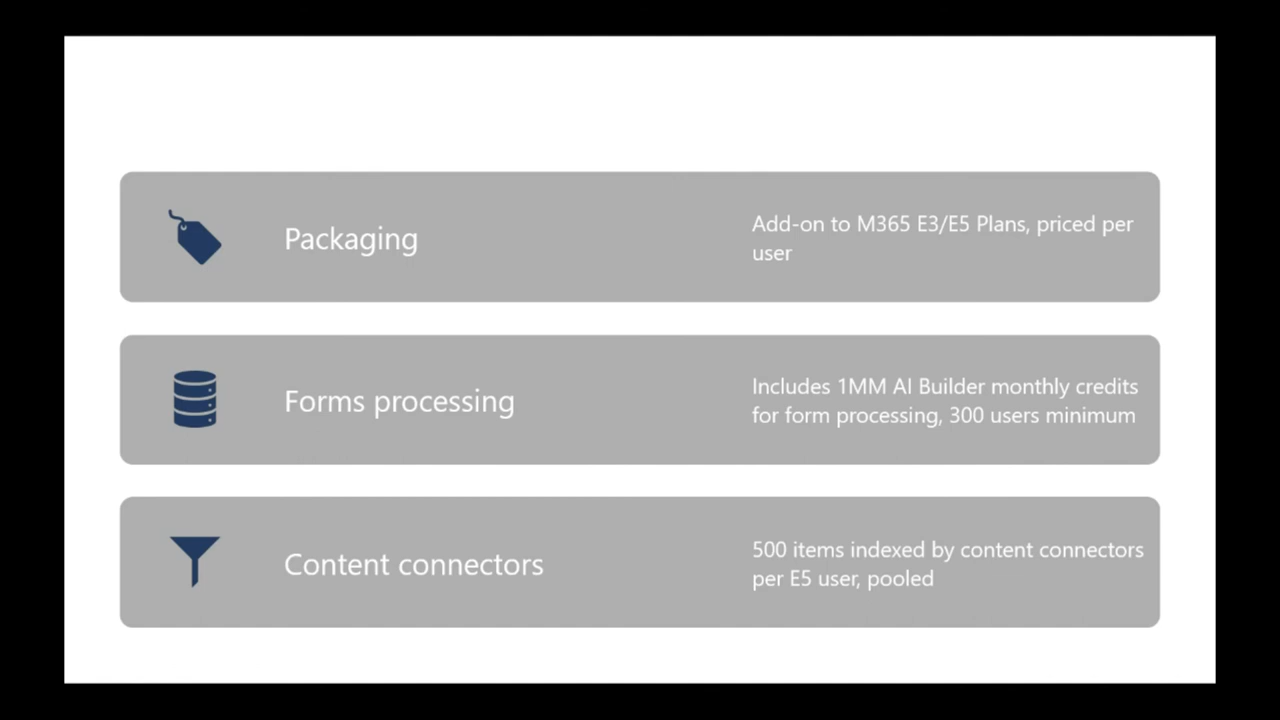 Packaging
Add-on to M365 E3/E5 Plans, priced per
user
Forms processing
Includes 1MM AI Builder monthly credits
for form processing, 300 users minimum
Content connectors
500 items indexed by content connectors
per E5 user, pooled